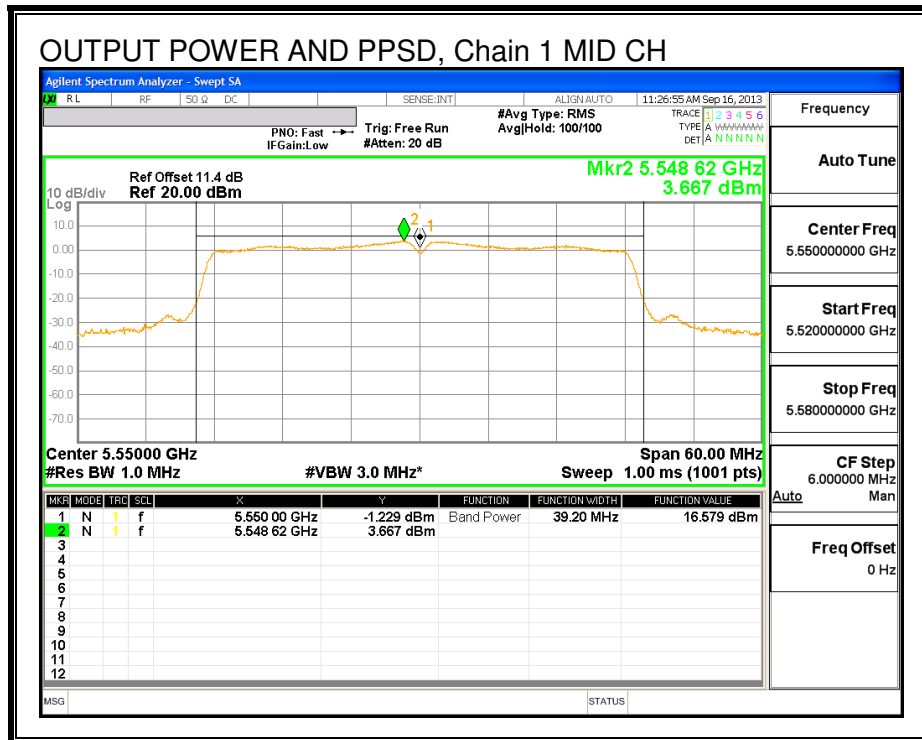 OUTPUT POWER AND PPSD, Chain 1 MID CH
Agilent Spectrum Analyzer - Swept SA
LXI RL RF 50 Ω DC SENSE:INT ALIGN AUTO 11:26:55 AM Sep 16, 2013
PNO: Fast
IFGain:Low
Trig: Free Run
#Atten: 20 dB
#Avg Type: RMS
Avg|Hold: 100/100
TRACE 1 2 3 4 5 6
TYPE A WWWWW
DET A N N N N N
Mkr2 5.548 62 GHz
3.667 dBm
Ref Offset 11.4 dB
10 dB/div Ref 20.00 dBm
Log
10.0
0.00
-10.0
-20.0
-30.0
-40.0
-50.0
-60.0
-70.0
2
1
Center 5.55000 GHz Span 60.00 MHz
#Res BW 1.0 MHz #VBW 3.0 MHz* Sweep 1.00 ms (1001 pts)
MKR MODE TRC SCL X Y FUNCTION FUNCTION WIDTH FUNCTION VALUE
1 N 1 f 5.550 00 GHz -1.229 dBm Band Power 39.20 MHz 16.579 dBm
2 N 1 f 5.548 62 GHz 3.667 dBm
3
4
5
6
7
8
9
10
11
12
MSG STATUS
Frequency
Auto Tune
Center Freq
5.550000000 GHz
Start Freq
5.520000000 GHz
Stop Freq
5.580000000 GHz
CF Step
6.000000 MHz
Auto Man
Freq Offset
0 Hz